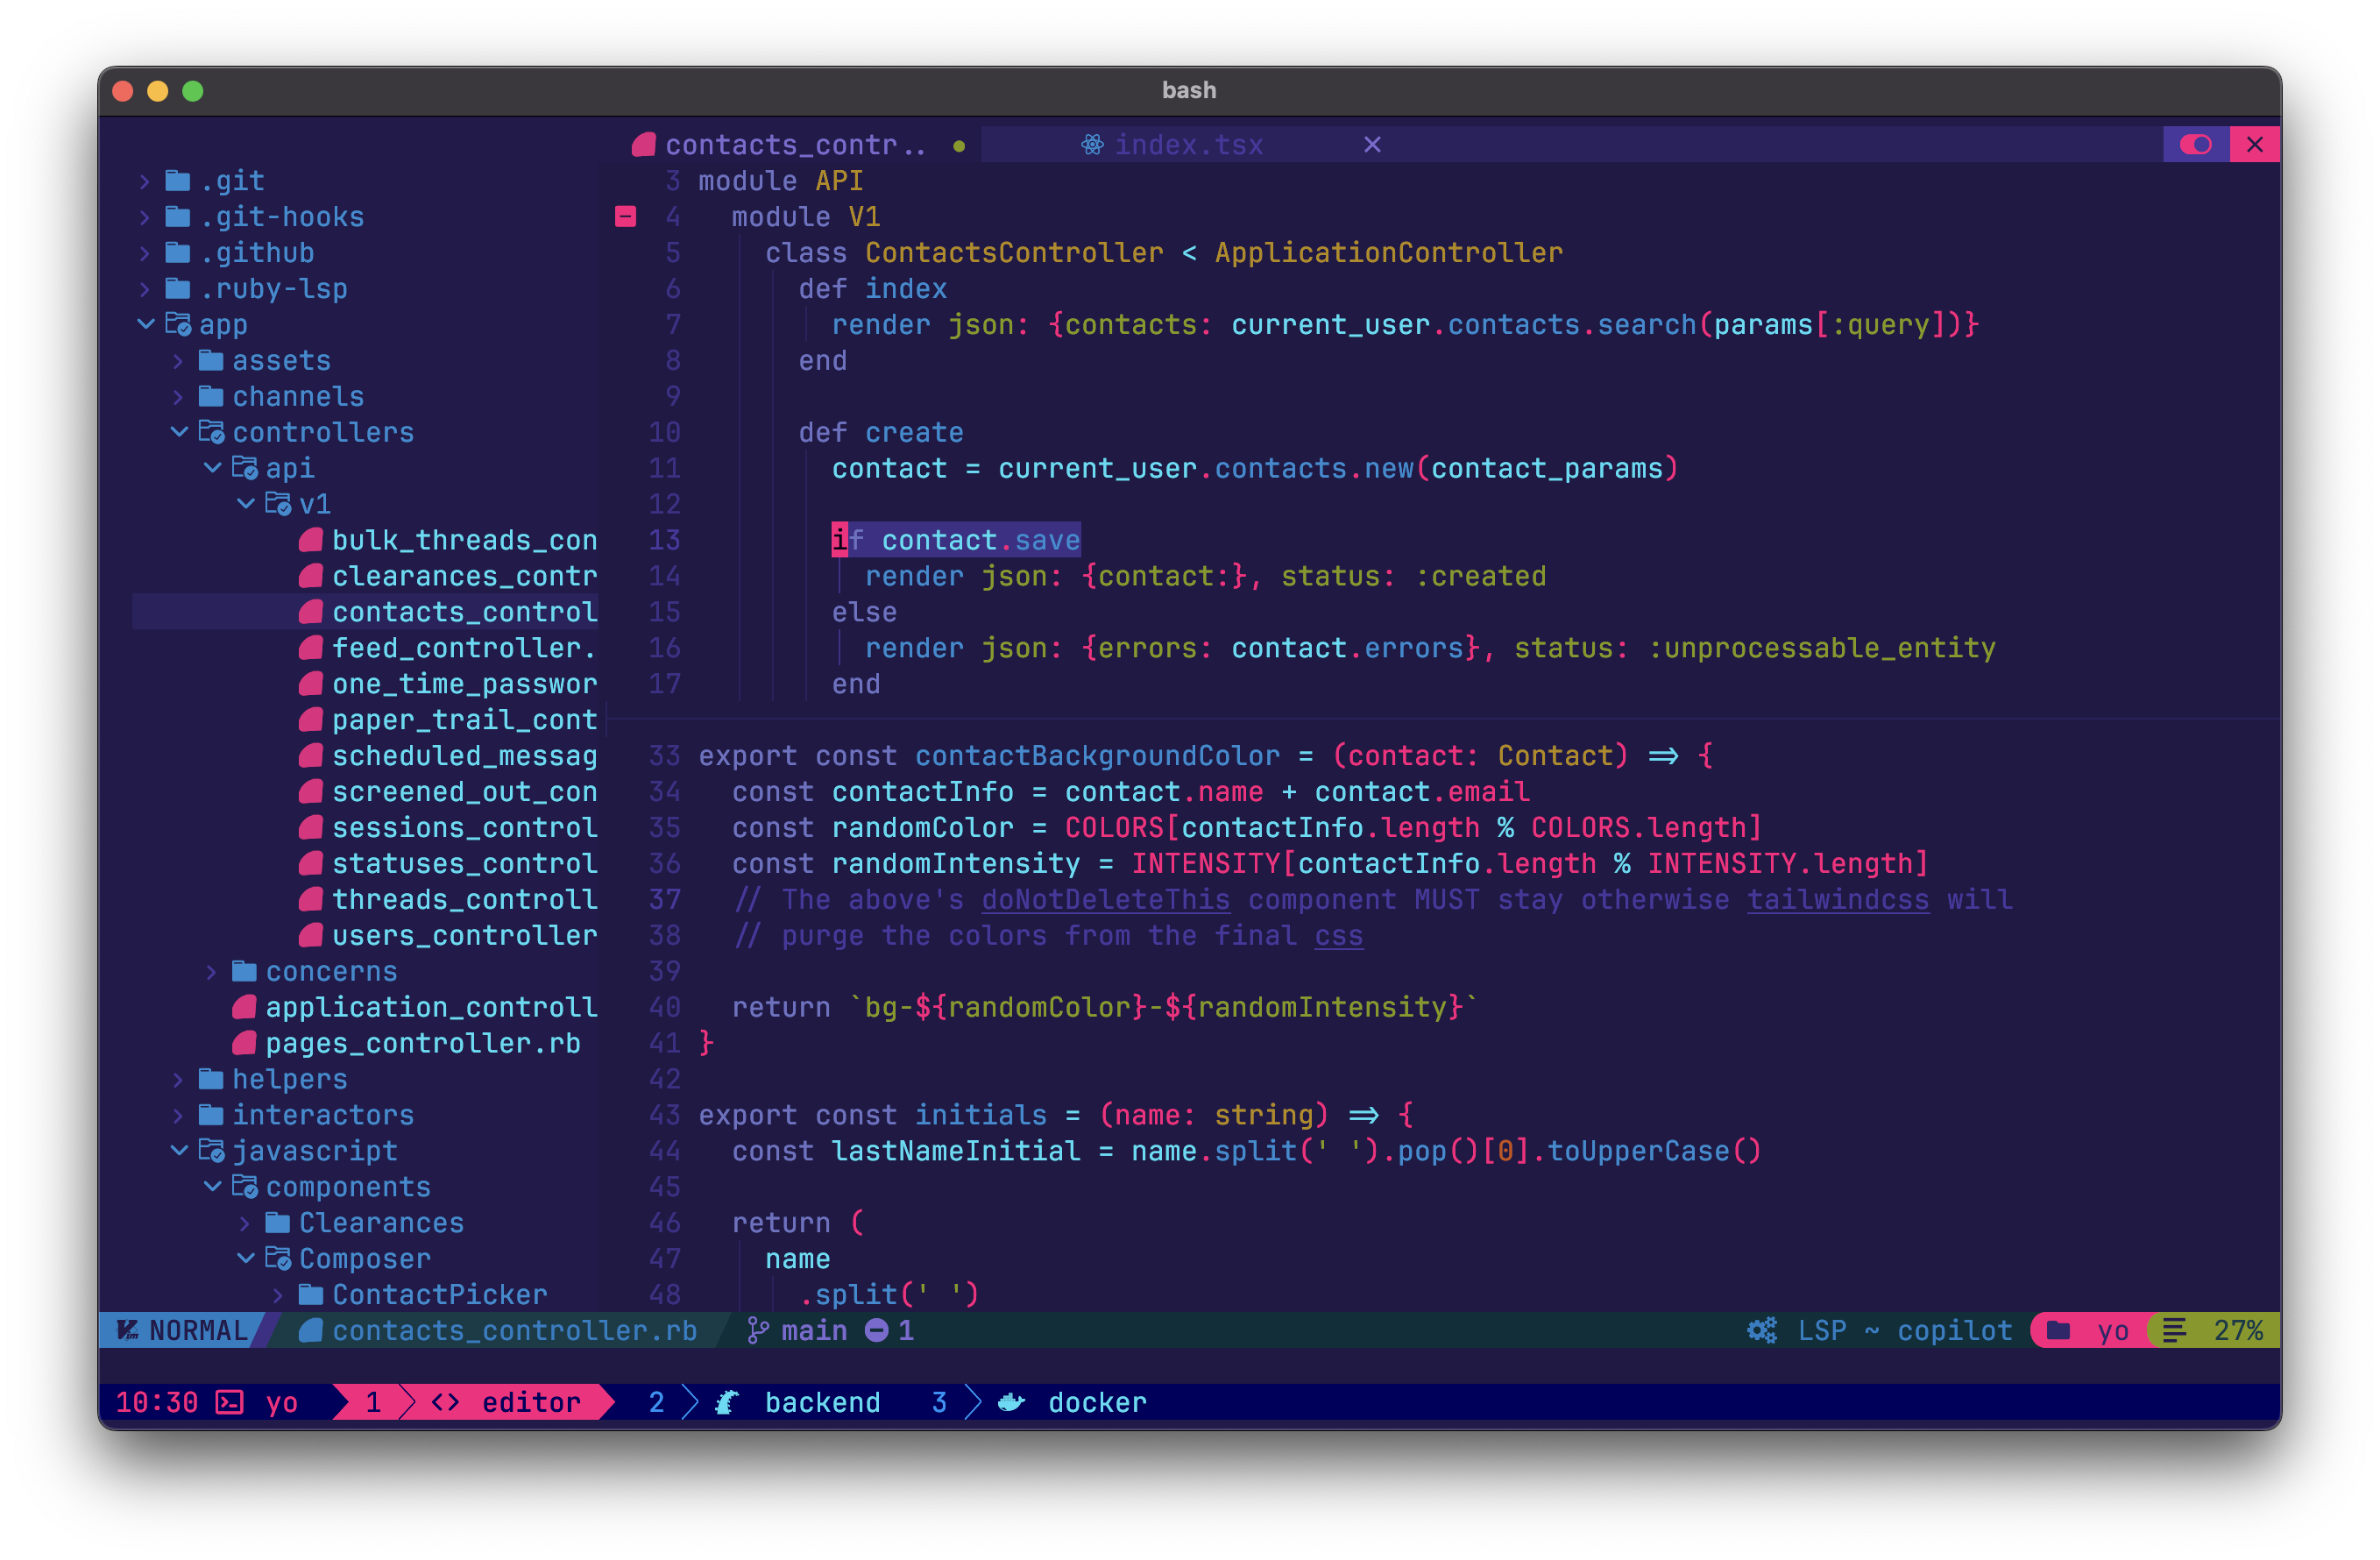 bash
contacts_contr..
index.tsx
.git
.git-hooks
.github
.ruby-lsp
app
assets
channels
controllers
api
v1
bulk_threads_con
clearances_contr
contacts_control
feed_controller.
one_time_passwor
paper_trail_cont
scheduled_messag
screened_out_con
sessions_control
statuses_control
threads_controll
users_controller
concerns
application_controll
pages_controller.rb
helpers
interactors
javascript
components
Clearances
Composer
ContactPicker
3 module API
4 module V1
5 class ContactsController < ApplicationController
6 def index
7 render json: {contacts: current_user.contacts.search(params[:query])}
8 end
9
10 def create
11 contact = current_user.contacts.new(contact_params)
12
13 if contact.save
14 render json: {contact:}, status: :created
15 else
16 render json: {errors: contact.errors}, status: :unprocessable_entity
17 end
33 export const contactBackgroundColor = (contact: Contact) => {
34 const contactInfo = contact.name + contact.email
35 const randomColor = COLORS[contactInfo.length % COLORS.length]
36 const randomIntensity = INTENSITY[contactInfo.length % INTENSITY.length]
37 // The above's doNotDeleteThis component MUST stay otherwise tailwindcss will
38 // purge the colors from the final css
39
40 return `bg-${randomColor}-${randomIntensity}`
41 }
42
43 export const initials = (name: string) => {
44 const lastNameInitial = name.split(' ').pop()[0].toUpperCase()
45
46 return (
47 name
48 .split(' ')
NORMAL contacts_controller.rb main 1 LSP ~ copilot yo 27%
10:30 yo 1 <> editor 2 backend 3 docker